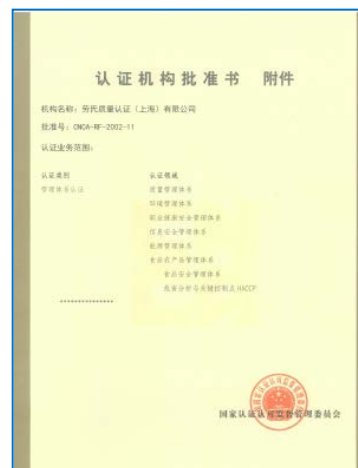 认证机构批准书 附件
机构名称：劳氏质量认证（上海）有限公司
批准号：CNCA-RF-2002-11
认证业务范围：
认证类别 认证领域
管理体系认证 质量管理体系
环境管理体系
职业健康安全管理体系
信息安全管理体系
能源管理体系
食品农产品管理体系
食品安全管理体系
危害分析与关键控制点 HACCP
****************
国家认证认可监督管理委员会